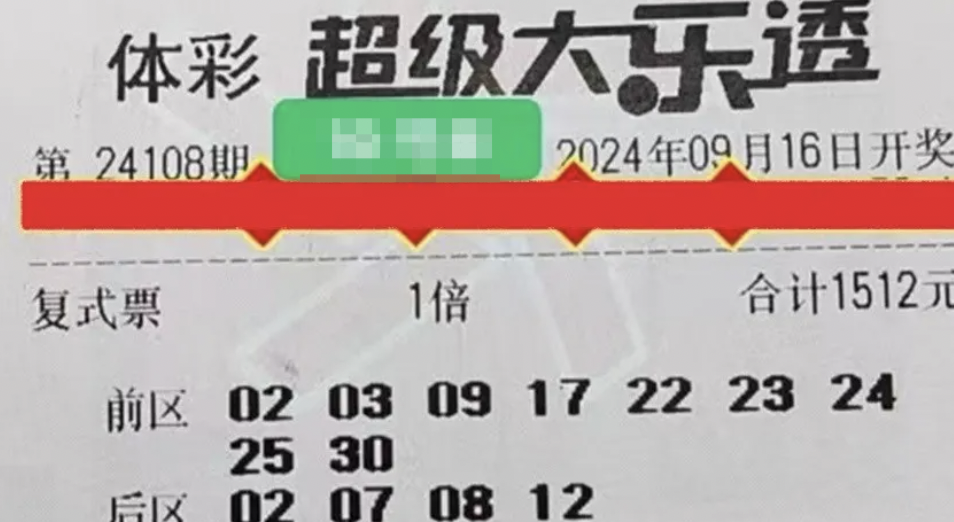 体彩 超级大乐透
第 24108期 2024年09月16日开奖
复式票 1倍 合计1512元
前区 02 03 09 17 22 23 24
25 30
后区 02 07 08 12